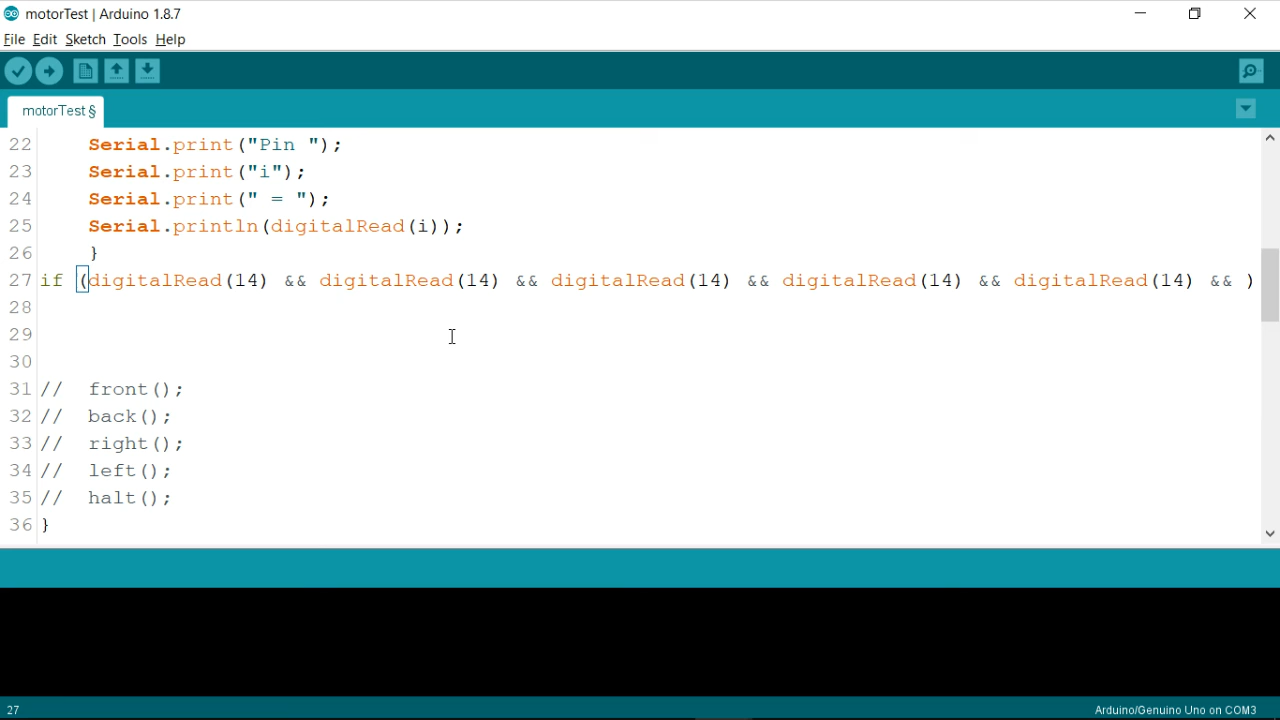 motorTest | Arduino 1.8.7
File Edit Sketch Tools Help
motorTest §
22 Serial.print("Pin ");
23 Serial.print("i");
24 Serial.print(" = ");
25 Serial.println(digitalRead(i));
26 }
27 if (digitalRead(14) && digitalRead(14) && digitalRead(14) && digitalRead(14) && digitalRead(14) && )
28
29
30
31 // front();
32 // back();
33 // right();
34 // left();
35 // halt();
36 }
27 Arduino/Genuino Uno on COM3